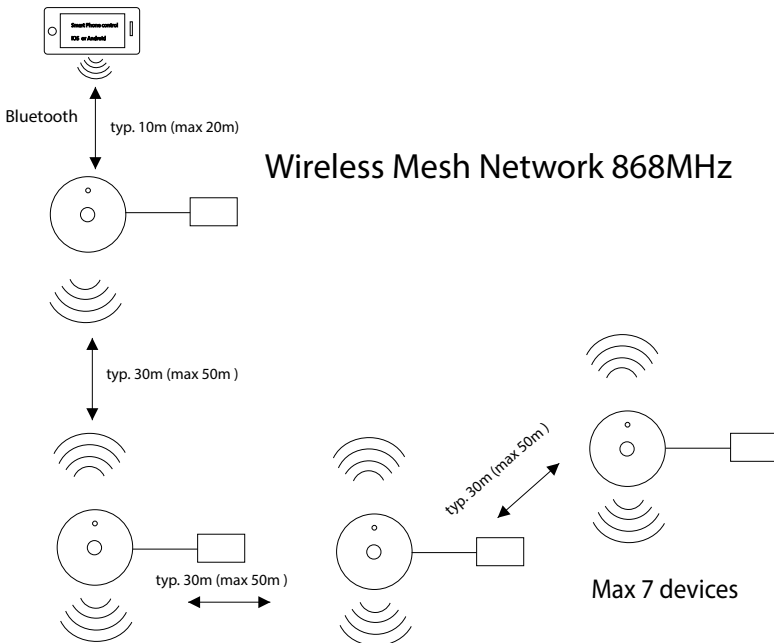 Smart Phone control
IOS or Android
Bluetooth
typ. 10m (max 20m)
Wireless Mesh Network 868MHz
typ. 30m (max 50m )
typ. 30m (max 50m )
typ. 30m (max 50m )
Max 7 devices